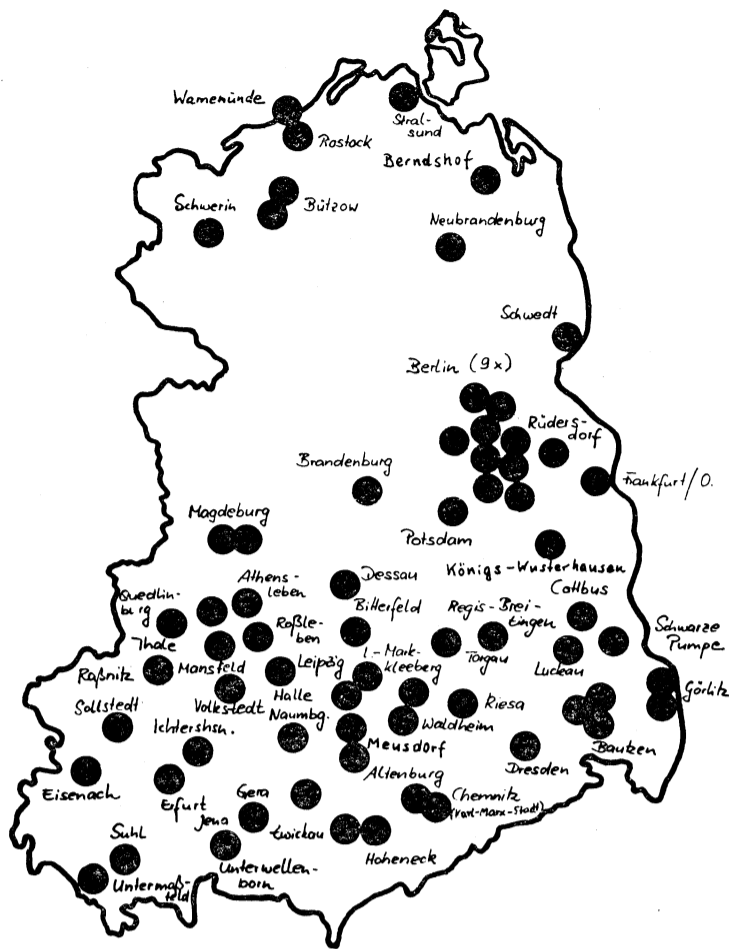 Warnemünde
Rostock
Stral-
sund
Berndshof
Schwerin
Bützow
Neubrandenburg
Schwedt
Berlin (9x)
Rüders-
dorf
Brandenburg
Frankfurt/O.
Magdeburg
Potsdam
Königs-Wusterhausen
Athens-
leben
Dessau
Cottbus
Quedlin-
burg
Bitterfeld
Regis-Brei-
tingen
Roßle-
ben
Schwarze
Pumpe
Thale
Torgau
L.-Mark-
kleeberg
Luckau
Raßnitz
Mansfeld
Leipzig
Görlitz
Volkstedt
Halle
Riesa
Sollstedt
Naumbg.
Waldheim
Ichtershsn.
Meusdorf
Bautzen
Dresden
Eisenach
Erfurt
Gera
Altenburg
Chemnitz
(Karl-Marx-Stadt)
Jena
Zwickau
Suhl
Hoheneck
Unterwellen-
born
Untermaß-
feld